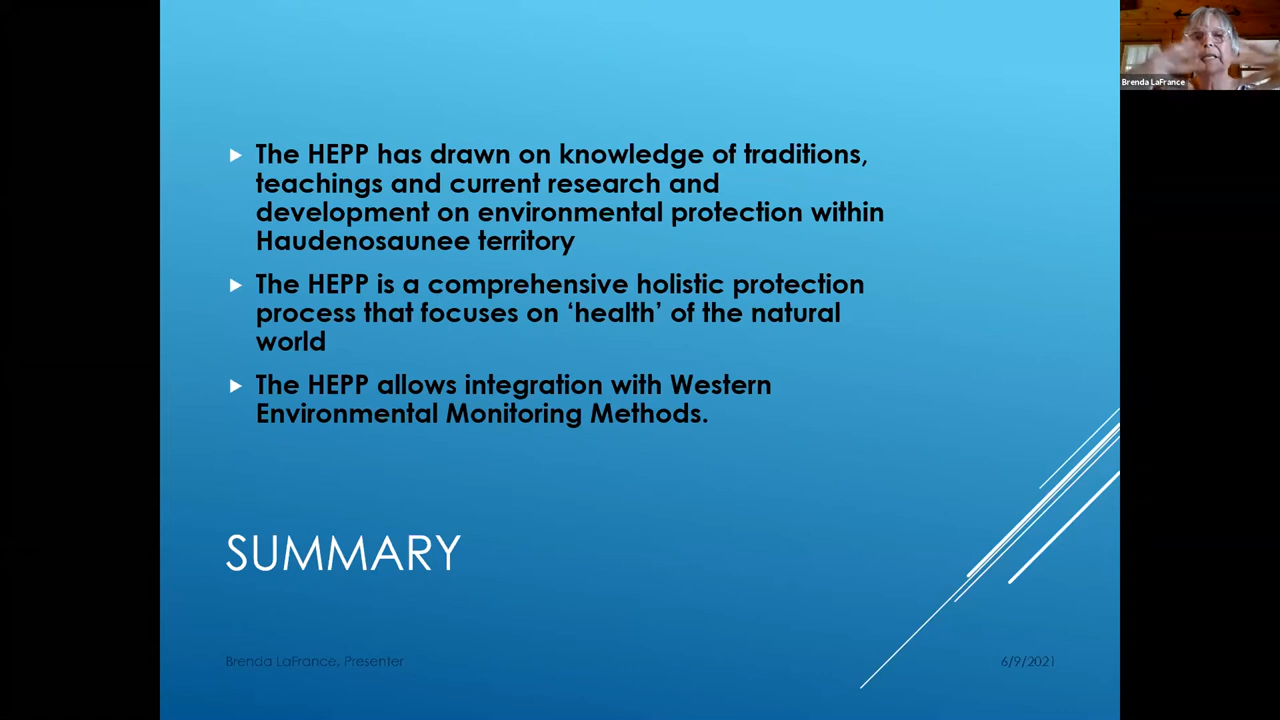 Brenda LaFrance
The HEPP has drawn on knowledge of traditions,
teachings and current research and
development on environmental protection within
Haudenosaunee territory
The HEPP is a comprehensive holistic protection
process that focuses on ‘health’ of the natural
world
The HEPP allows integration with Western
Environmental Monitoring Methods.
SUMMARY
Brenda LaFrance, Presenter
6/9/2021